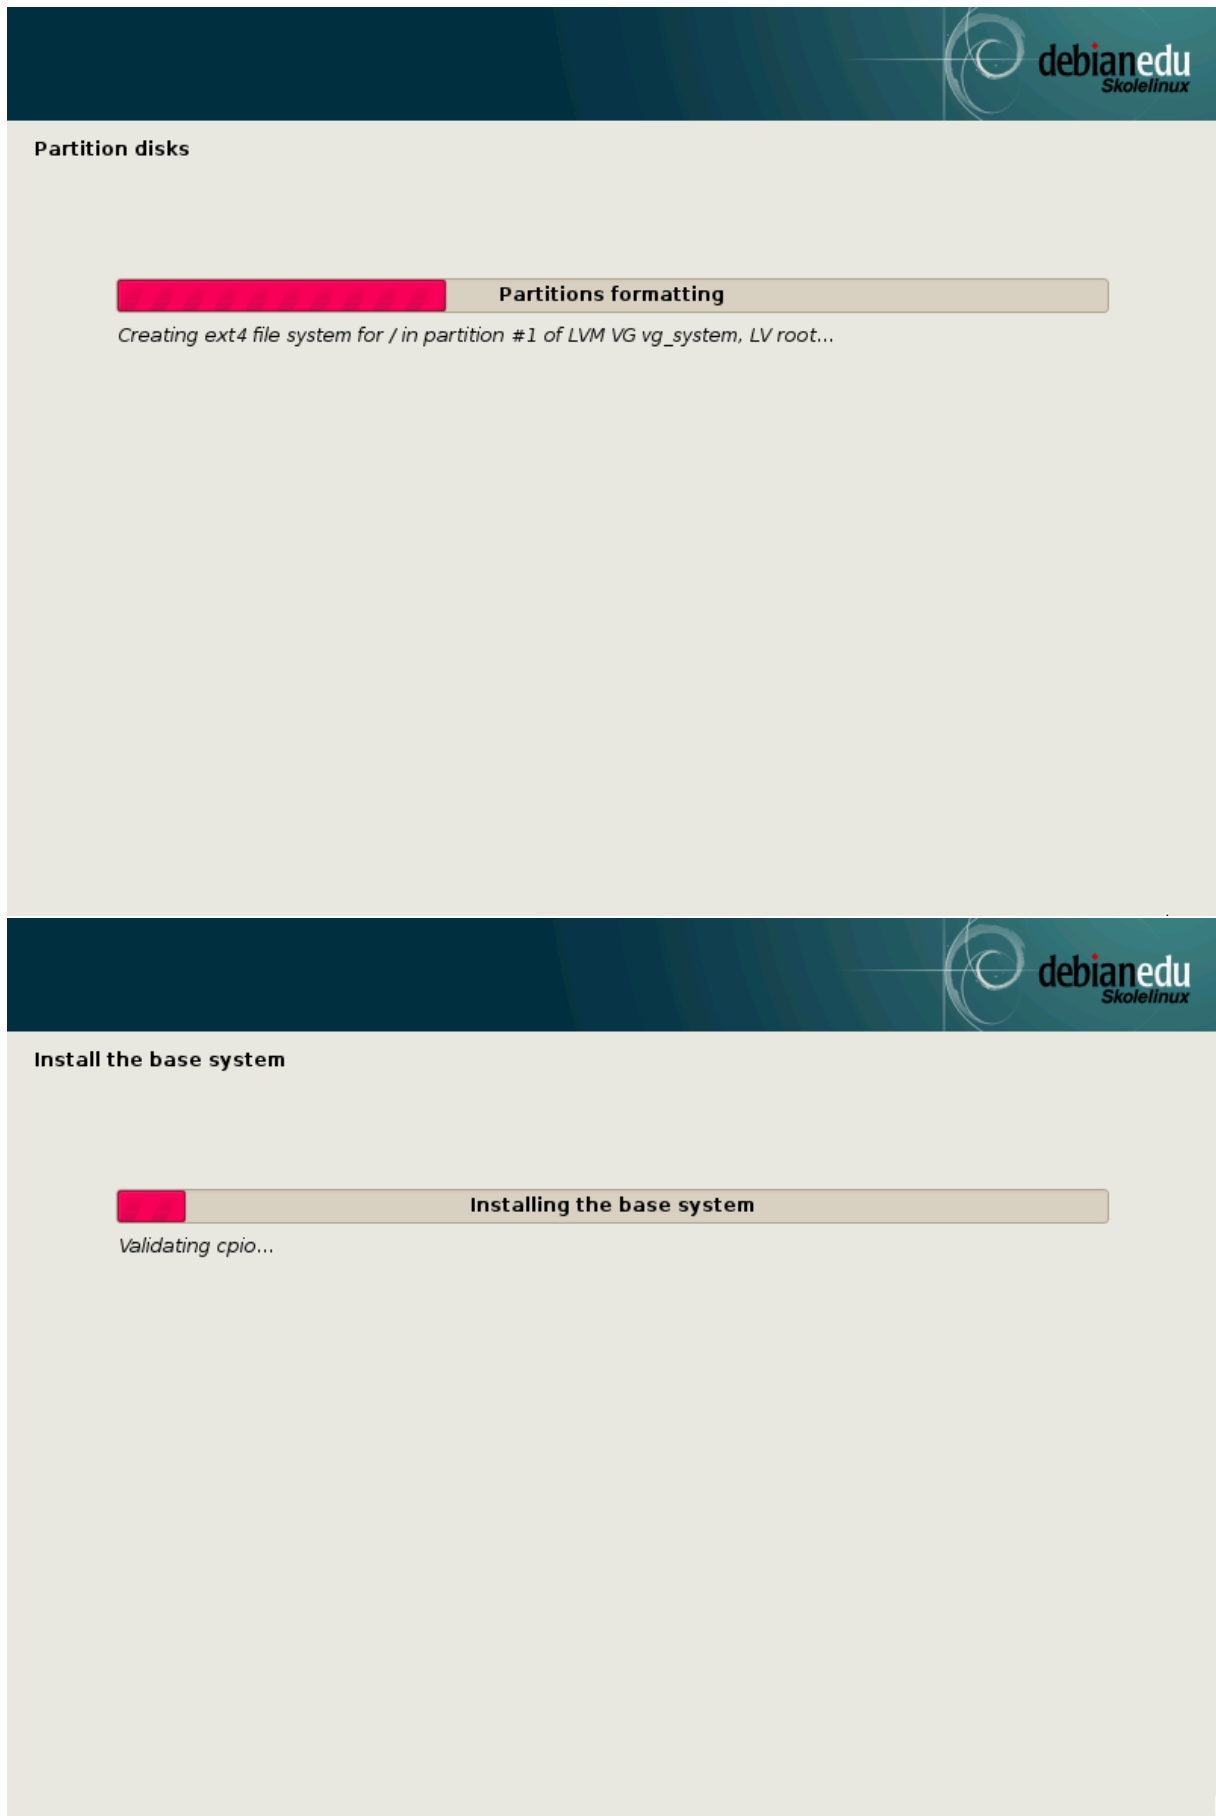 debianedu
Skolelinux
Partition disks
Partitions formatting
Creating ext4 file system for / in partition #1 of LVM VG vg_system, LV root...
debianedu
Skolelinux
Install the base system
Installing the base system
Validating cpio...